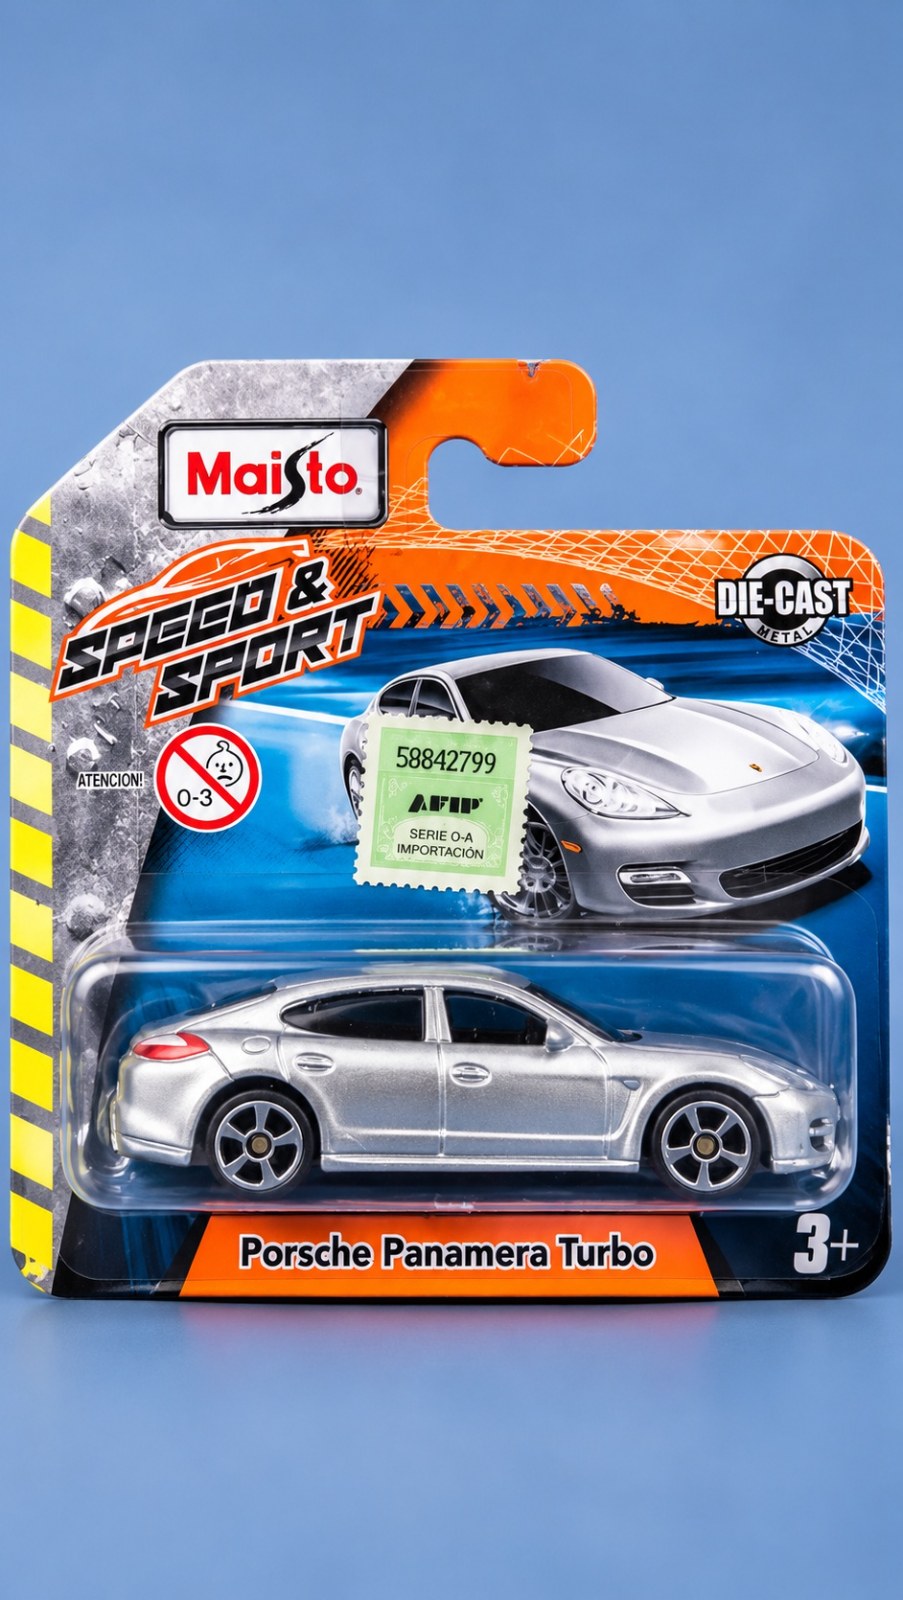 Maisto
SPEED &
SPORT
DIE-CAST
METAL
ATENCION!
0-3
58842799
AFIP
SERIE O-A
IMPORTACIÓN
Porsche Panamera Turbo
3+